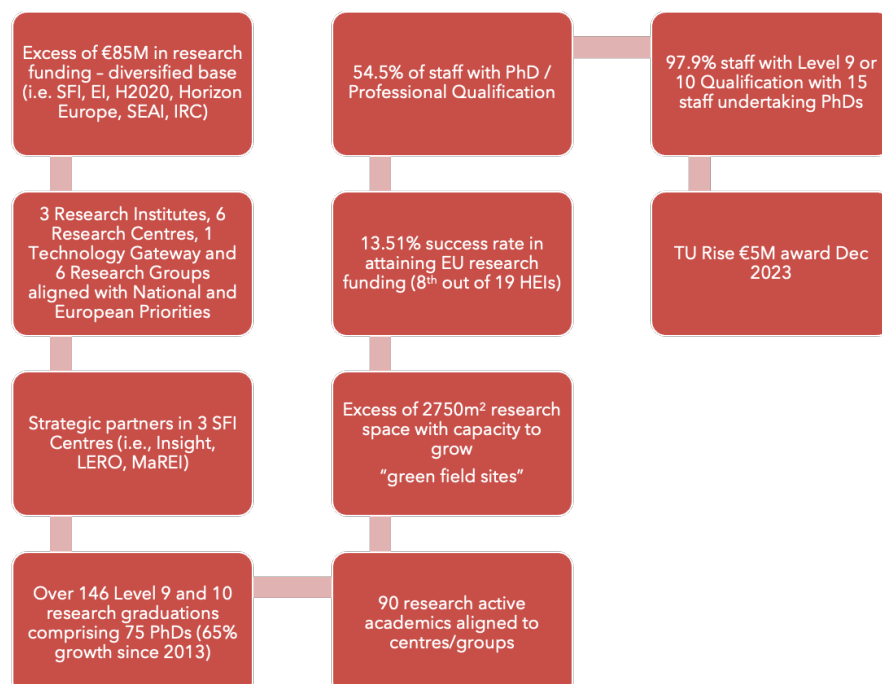 Excess of €85M in research
funding – diversified base
(i.e. SFI, EI, H2020, Horizon
Europe, SEAI, IRC)
3 Research Institutes, 6
Research Centres, 1
Technology Gateway and
6 Research Groups
aligned with National and
European Priorities
Strategic partners in 3 SFI
Centres (i.e., Insight,
LERO, MaREI)
Over 146 Level 9 and 10
research graduations
comprising 75 PhDs (65%
growth since 2013)
90 research active
academics aligned to
centres/groups
Excess of 2750m² research
space with capacity to
grow
“green field sites”
13.51% success rate in
attaining EU research
funding (8th out of 19 HEIs)
54.5% of staff with PhD /
Professional Qualification
97.9% staff with Level 9 or
10 Qualification with 15
staff undertaking PhDs
TU Rise €5M award Dec
2023